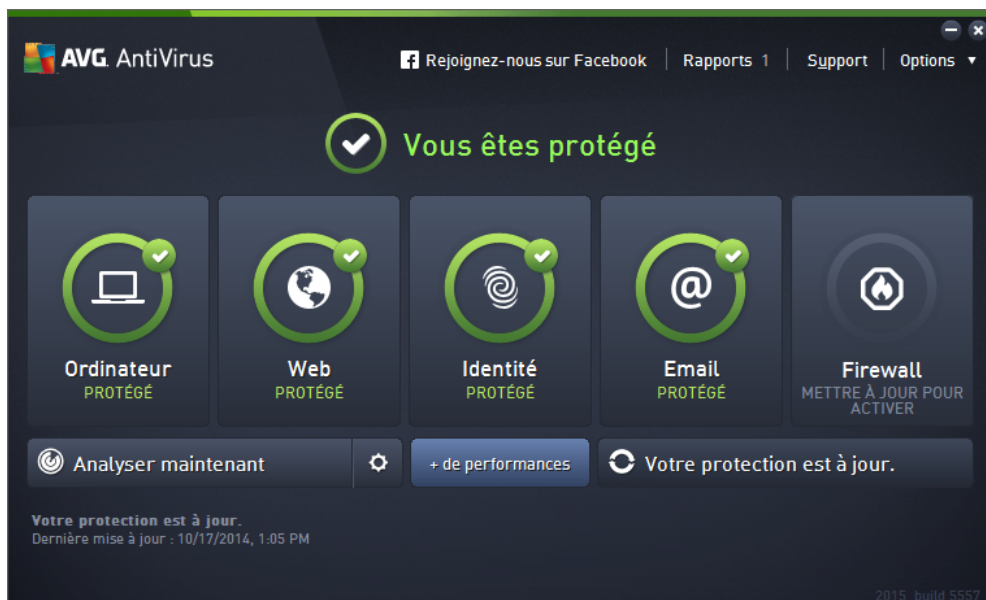 AVG. AntiVirus
Rejoignez-nous sur Facebook
Rapports 1
Support
Options
Vous êtes protégé
Ordinateur
PROTÉGÉ
Web
PROTÉGÉ
Identité
PROTÉGÉ
Email
PROTÉGÉ
Firewall
METTRE À JOUR POUR
ACTIVER
Analyser maintenant
+ de performances
Votre protection est à jour.
Votre protection est à jour.
Dernière mise à jour : 10/17/2014, 1:05 PM
2015 build 5557